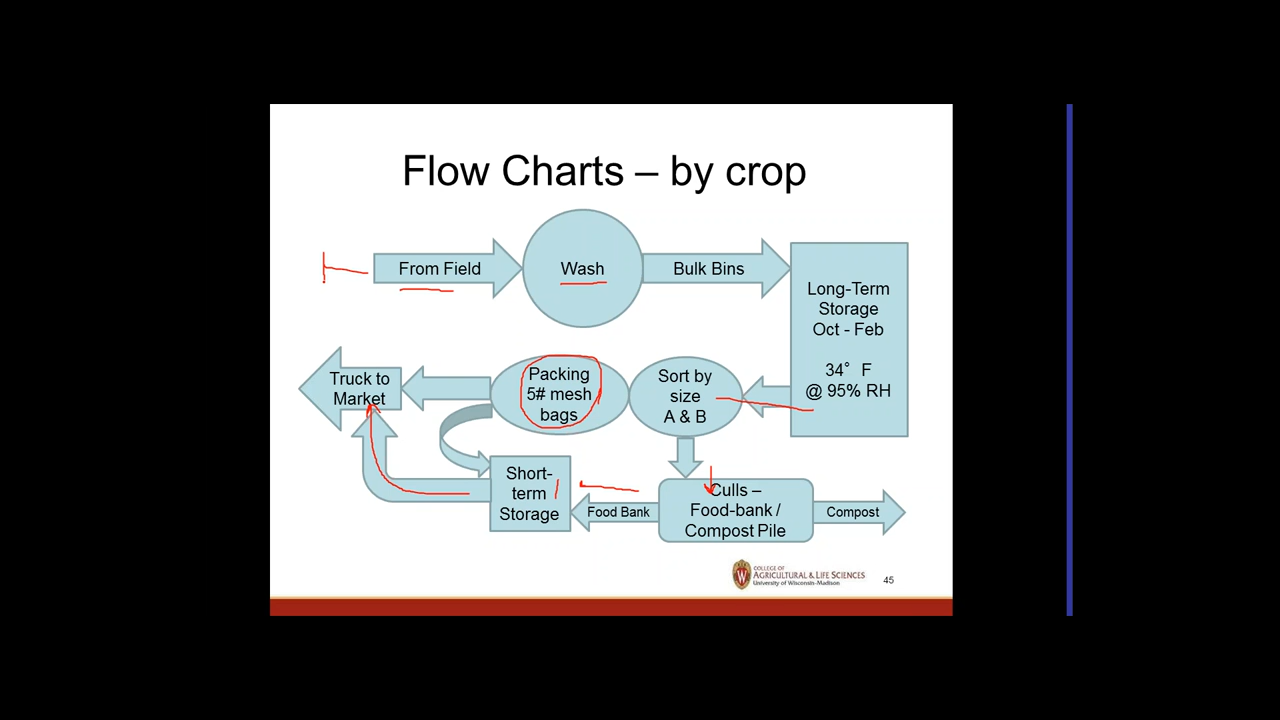 Flow Charts – by crop
From Field
Wash
Bulk Bins
Long-Term
Storage
Oct - Feb
34° F
@ 95% RH
Sort by
size
A & B
Packing
5# mesh
bags
Truck to
Market
Short-
term
Storage
Food Bank
Culls –
Food-bank /
Compost Pile
Compost
COLLEGE OF
AGRICULTURAL & LIFE SCIENCES
University of Wisconsin-Madison
45